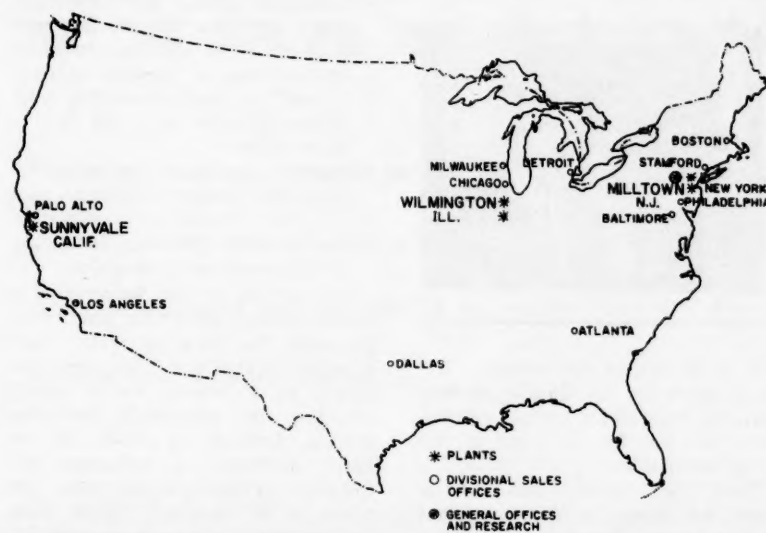 BOSTON
MILWAUKEE
DETROIT
STAMFORD
CHICAGO
MILLTOWN
N.J.
NEW YORK
PHILADELPHIA
WILMINGTON
ILL.
BALTIMORE
PALO ALTO
SUNNYVALE
CALIF.
LOS ANGELES
ATLANTA
DALLAS
PLANTS
DIVISIONAL SALES
OFFICES
GENERAL OFFICES
AND RESEARCH